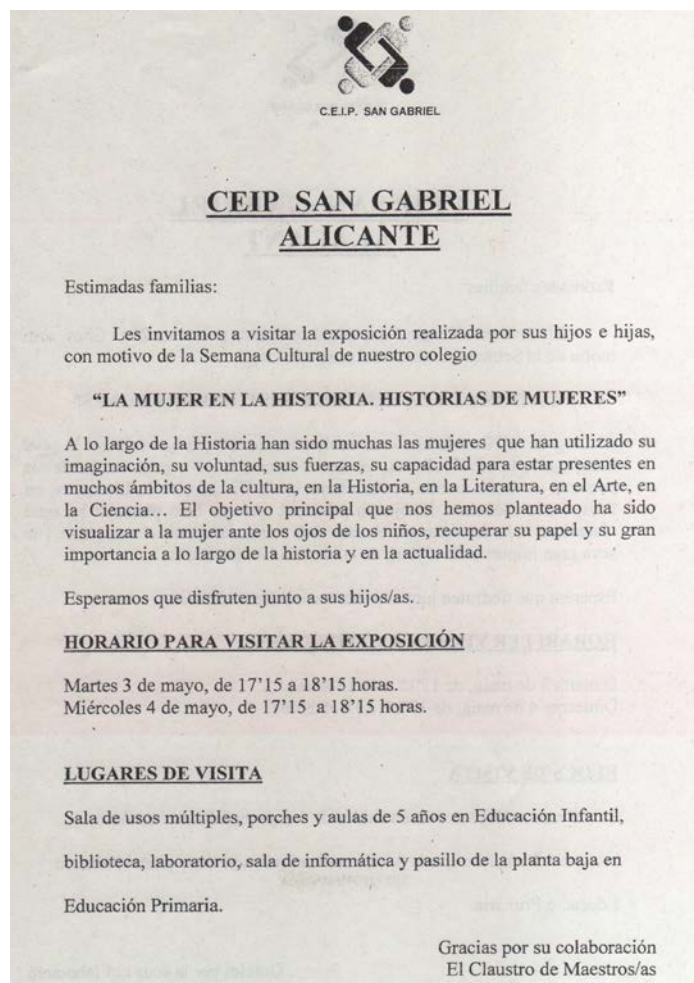 C.E.I.P. SAN GABRIEL
CEIP SAN GABRIEL
ALICANTE
Estimadas familias:
Les invitamos a visitar la exposición realizada por sus hijos e hijas,
con motivo de la Semana Cultural de nuestro colegio
“LA MUJER EN LA HISTORIA. HISTORIAS DE MUJERES”
A lo largo de la Historia han sido muchas las mujeres que han utilizado su
imaginación, su voluntad, sus fuerzas, su capacidad para estar presentes en
muchos ámbitos de la cultura, en la Historia, en la Literatura, en el Arte, en
la Ciencia… El objetivo principal que nos hemos planteado ha sido
visualizar a la mujer ante los ojos de los niños, recuperar su papel y su gran
importancia a lo largo de la historia y en la actualidad.
Esperamos que disfruten junto a sus hijos/as.
HORARIO PARA VISITAR LA EXPOSICIÓN
Martes 3 de mayo, de 17’15 a 18’15 horas.
Miércoles 4 de mayo, de 17’15 a 18’15 horas.
LUGARES DE VISITA
Sala de usos múltiples, porches y aulas de 5 años en Educación Infantil,
biblioteca, laboratorio, sala de informática y pasillo de la planta baja en
Educación Primaria.
Gracias por su colaboración
El Claustro de Maestros/as